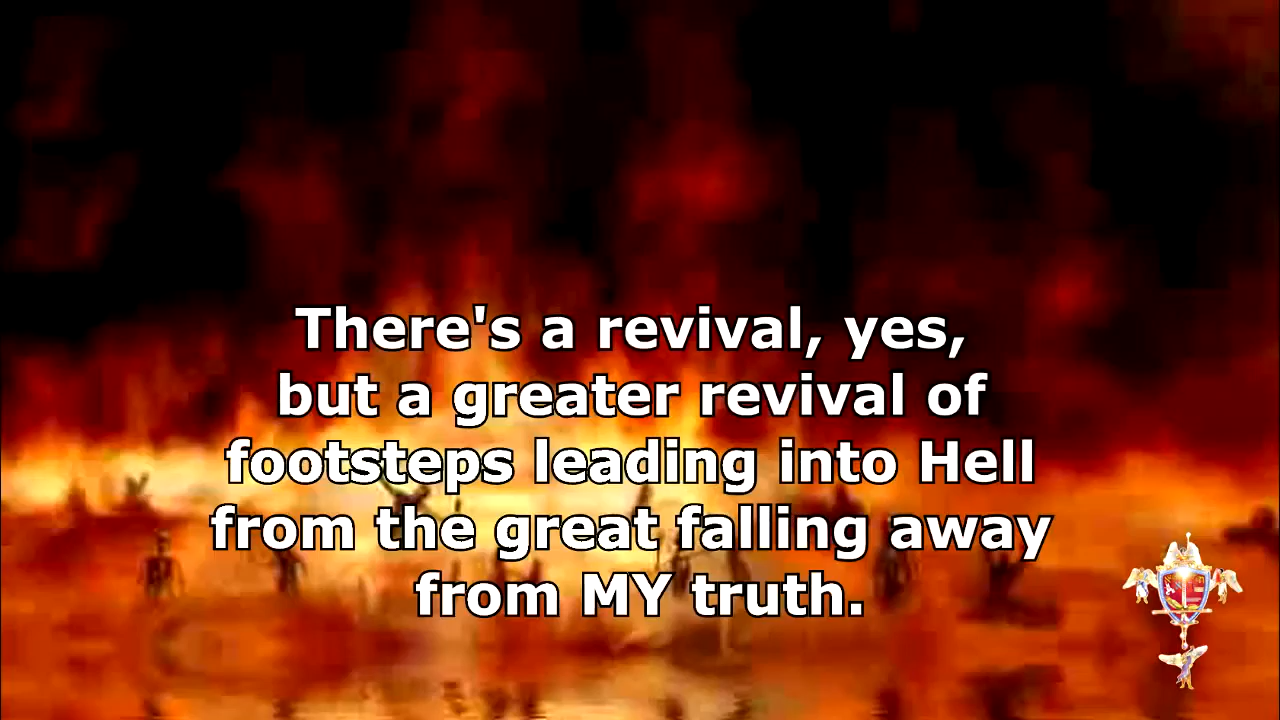 There's a revival, yes,
but a greater revival of
footsteps leading into Hell
from the great falling away
from MY truth.